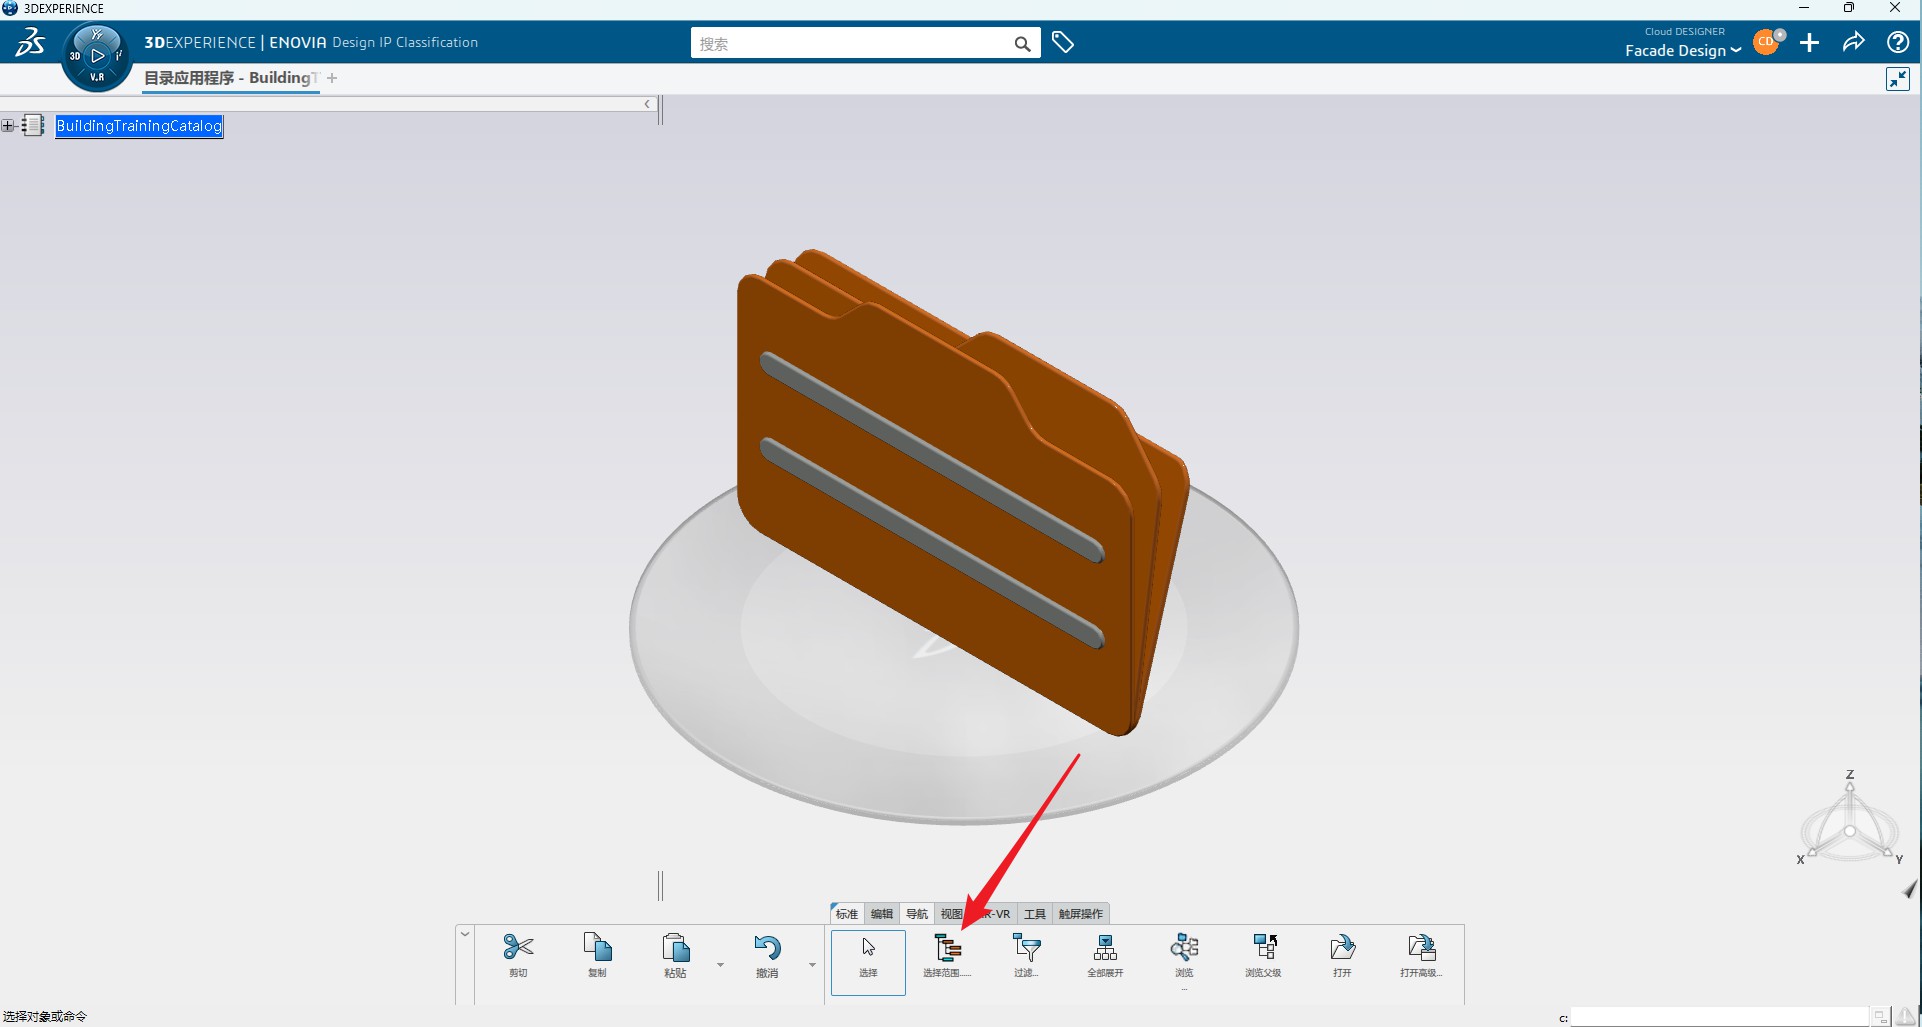 3DEXPERIENCE
3DEXPERIENCE | ENOVIA Design IP Classification
搜索
Cloud DESIGNER
Facade Design
CD
3D
V.R
目录应用程序 - BuildingT
BuildingTrainingCatalog
Z
X
Y
标准 编辑 导航 视图 R-VR 工具 触屏操作
剪切 复制 粘贴 撤消 选择 选择范围...... 过滤... 全部展开 浏览... 浏览父级 打开 打开高级...
选择对象或命令
c: